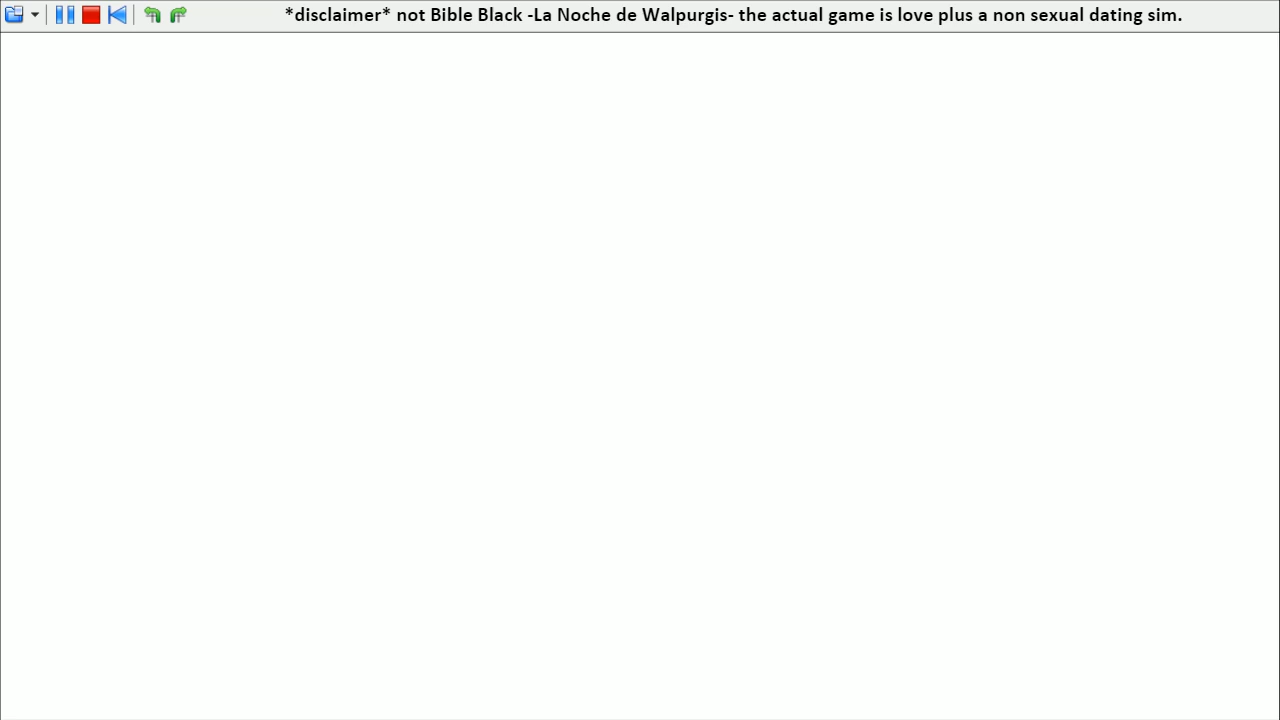 *disclaimer* not Bible Black -La Noche de Walpurgis- the actual game is love plus a non sexual dating sim.